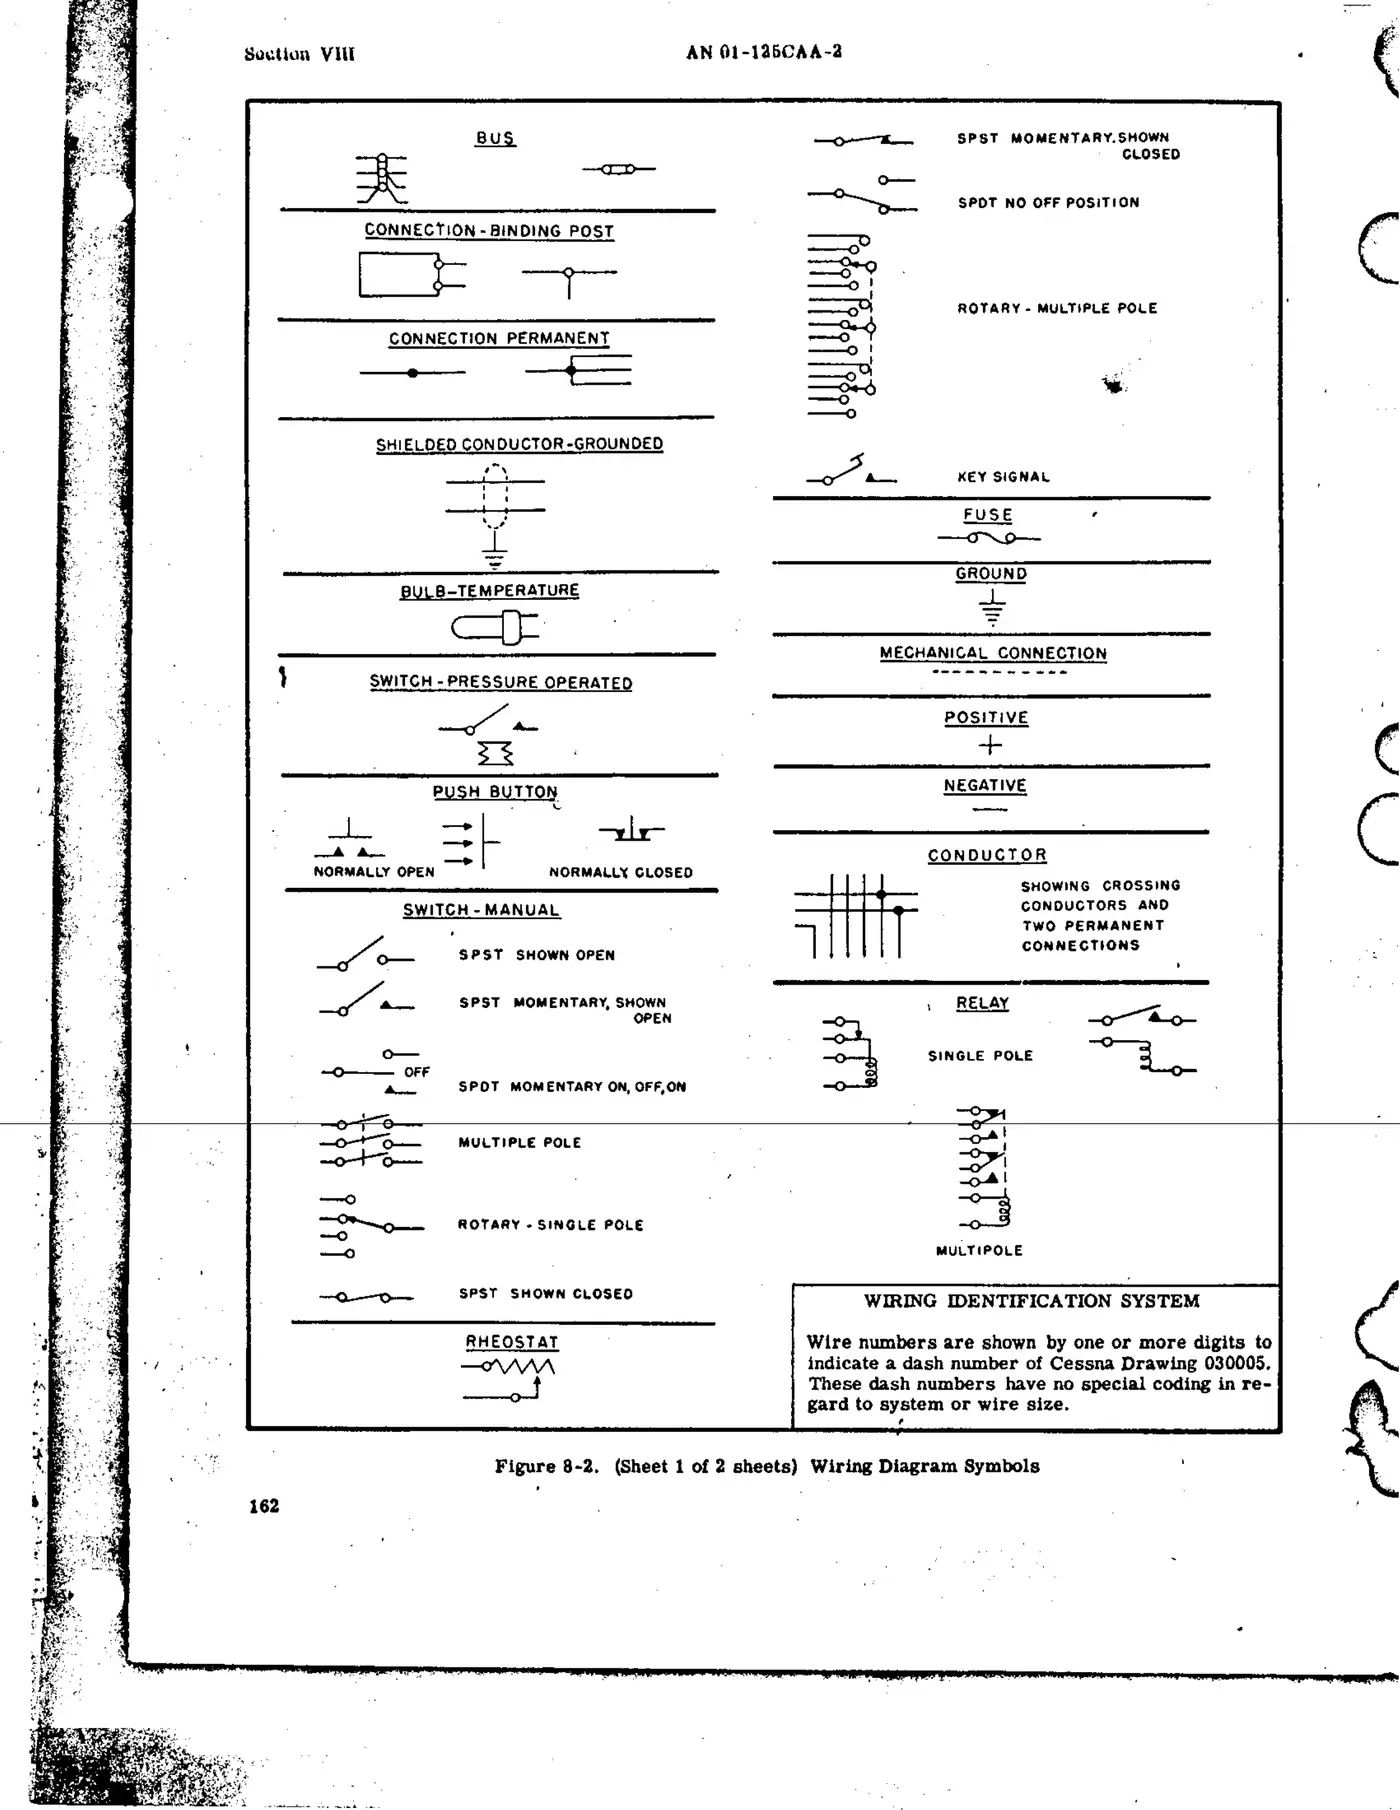 Section VIII
AN 01-125CAA-2
BUS
CONNECTION-BINDING POST
CONNECTION PERMANENT
SHIELDED CONDUCTOR-GROUNDED
BULB-TEMPERATURE
SWITCH-PRESSURE OPERATED
PUSH BUTTON
NORMALLY OPEN
NORMALLY CLOSED
SWITCH-MANUAL
SPST SHOWN OPEN
SPST MOMENTARY, SHOWN
OPEN
OFF
SPDT MOMENTARY ON, OFF, ON
MULTIPLE POLE
ROTARY - SINGLE POLE
SPST SHOWN CLOSED
RHEOSTAT
SPST MOMENTARY. SHOWN
CLOSED
SPDT NO OFF POSITION
ROTARY - MULTIPLE POLE
KEY SIGNAL
FUSE
GROUND
MECHANICAL CONNECTION
POSITIVE
+
NEGATIVE
—
CONDUCTOR
SHOWING CROSSING
CONDUCTORS AND
TWO PERMANENT
CONNECTIONS
RELAY
SINGLE POLE
MULTIPOLE
WIRING IDENTIFICATION SYSTEM
Wire numbers are shown by one or more digits to
indicate a dash number of Cessna Drawing 030005.
These dash numbers have no special coding in re-
gard to system or wire size.
Figure 8-2. (Sheet 1 of 2 sheets) Wiring Diagram Symbols
162